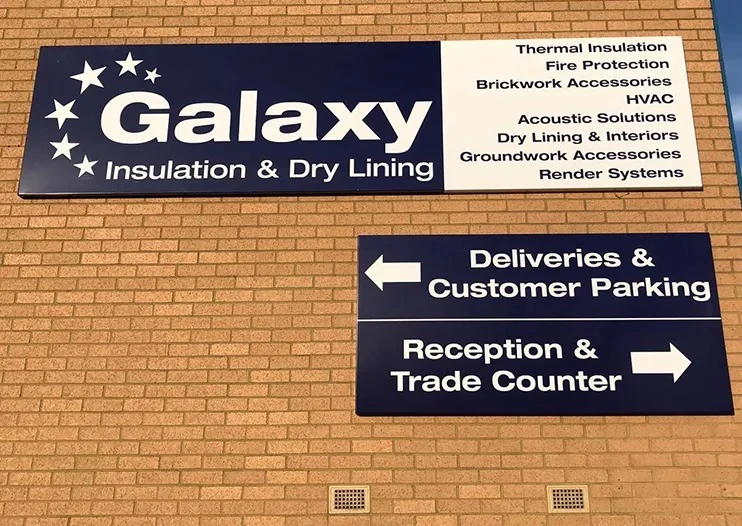 Galaxy
Insulation & Dry Lining
Thermal Insulation
Fire Protection
Brickwork Accessories
HVAC
Acoustic Solutions
Dry Lining & Interiors
Groundwork Accessories
Render Systems
Deliveries &
Customer Parking
Reception &
Trade Counter